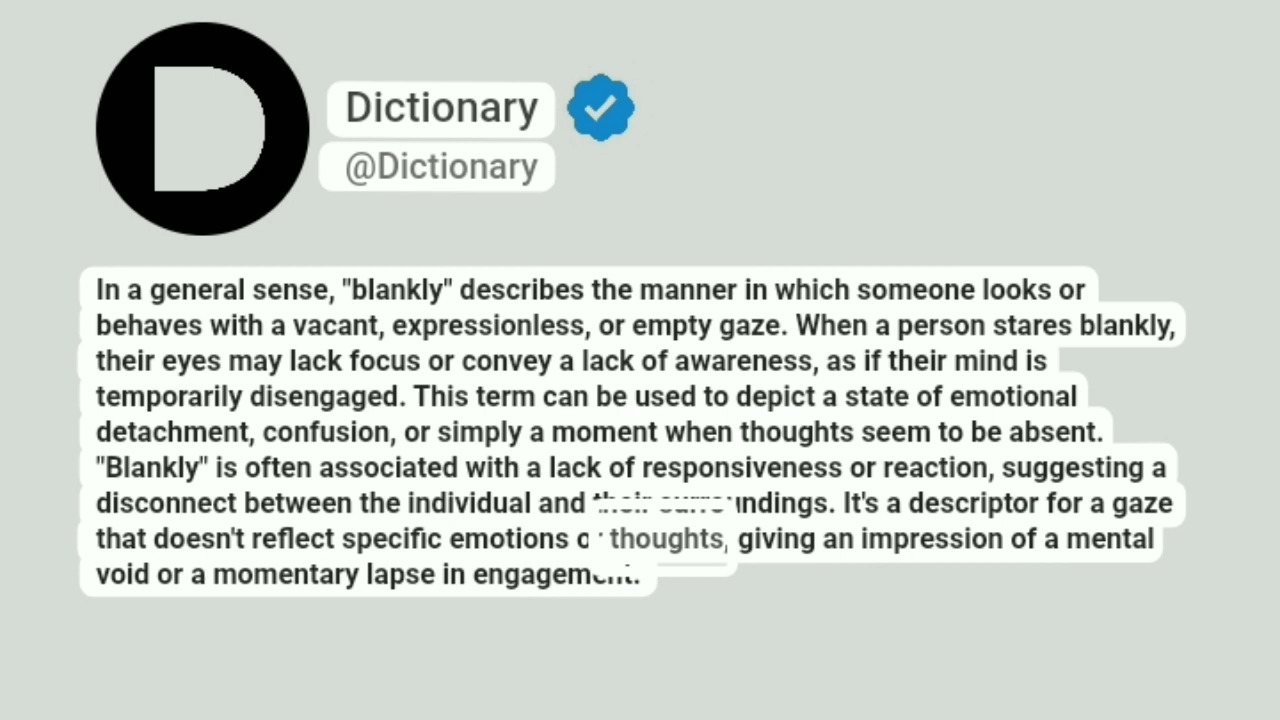 D
Dictionary
@Dictionary
In a general sense, "blankly" describes the manner in which someone looks or
behaves with a vacant, expressionless, or empty gaze. When a person stares blankly,
their eyes may lack focus or convey a lack of awareness, as if their mind is
temporarily disengaged. This term can be used to depict a state of emotional
detachment, confusion, or simply a moment when thoughts seem to be absent.
"Blankly" is often associated with a lack of responsiveness or reaction, suggesting a
disconnect between the individual and their surroundings. It's a descriptor for a gaze
that doesn't reflect specific emotions or thoughts, giving an impression of a mental
void or a momentary lapse in engagement.